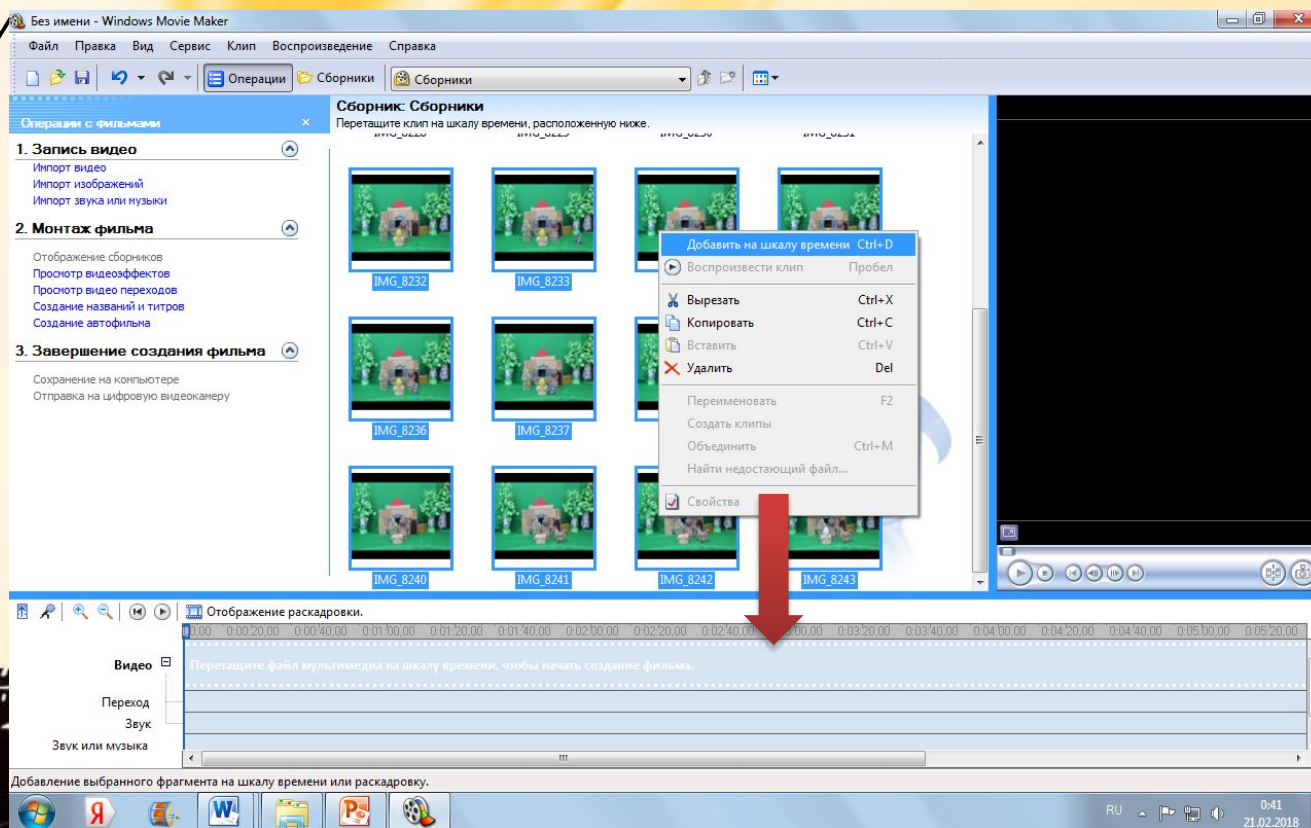 Без имени - Windows Movie Maker
Файл Правка Вид Сервис Клип Воспроизведение Справка
Операции Сборники Сборники
Операции с фильмами
1. Запись видео
Импорт видео
Импорт изображений
Импорт звука или музыки
2. Монтаж фильма
Отображение сборников
Просмотр видеоэффектов
Просмотр видео переходов
Создание названий и титров
Создание автофильма
3. Завершение создания фильма
Сохранение на компьютере
Отправка на цифровую видеокамеру
Сборник: Сборники
Перетащите клип на шкалу времени, расположенную ниже.
IMG_8228 IMG_8229 IMG_8230 IMG_8231
IMG_8232 IMG_8233
IMG_8236 IMG_8237
IMG_8240 IMG_8241 IMG_8242 IMG_8243
Добавить на шкалу времени Ctrl+D
Воспроизвести клип Пробел
Вырезать Ctrl+X
Копировать Ctrl+C
Вставить Ctrl+V
Удалить Del
Переименовать F2
Создать клипы
Объединить Ctrl+M
Найти недостающий файл...
Свойства
Отображение раскадровки.
0:00 0:00:20,00 0:00:40,00 0:01:00,00 0:01:20,00 0:01:40,00 0:02:00,00 0:02:20,00 0:02:40,00 0:03:20,00 0:03:40,00 0:04:00,00 0:04:20,00 0:04:40,00 0:05:00,00 0:05:20,00
Видео Перетащите файл мультимедиа на шкалу времени, чтобы начать создание фильма.
Переход
Звук
Звук или музыка
Добавление выбранного фрагмента на шкалу времени или раскадровку.
Я W P RU 0:41
21.02.2018